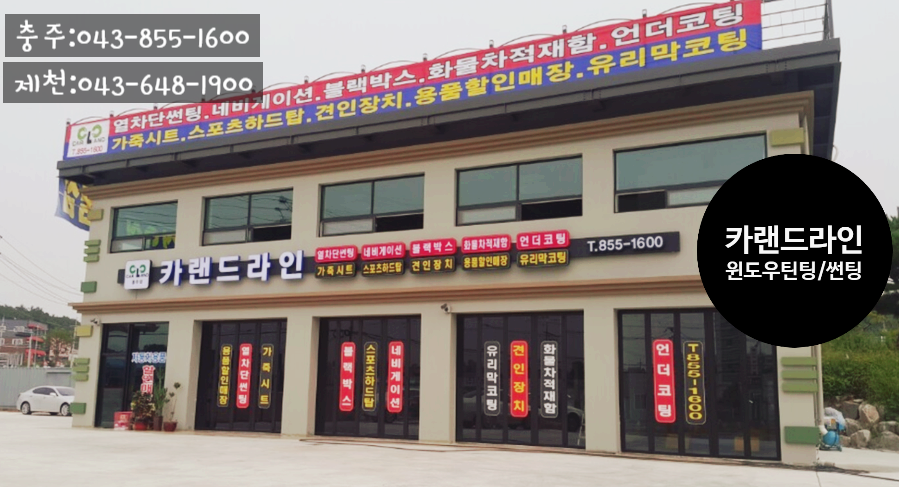 충주:043-855-1600
제천:043-648-1900
열차단썬팅.네비게이션.블랙박스.화물차적재함.언더코팅
가죽시트.스포츠하드탑.견인장치.용품할인매장.유리막코팅
T.855-1600
카랜드라인
열차단썬팅 네비게이션 블랙박스 화물차적재함 언더코팅
가죽시트 스포츠하드탑 견인장치 용품할인매장 유리막코팅
T.855-1600
카랜드라인
윈도우틴팅/썬팅
용품할인매장
열차단썬팅
가죽시트
블랙박스
스포츠하드탑
네비게이션
유리막코팅
견인장치
화물차적재함
언더코팅
T.855-1600